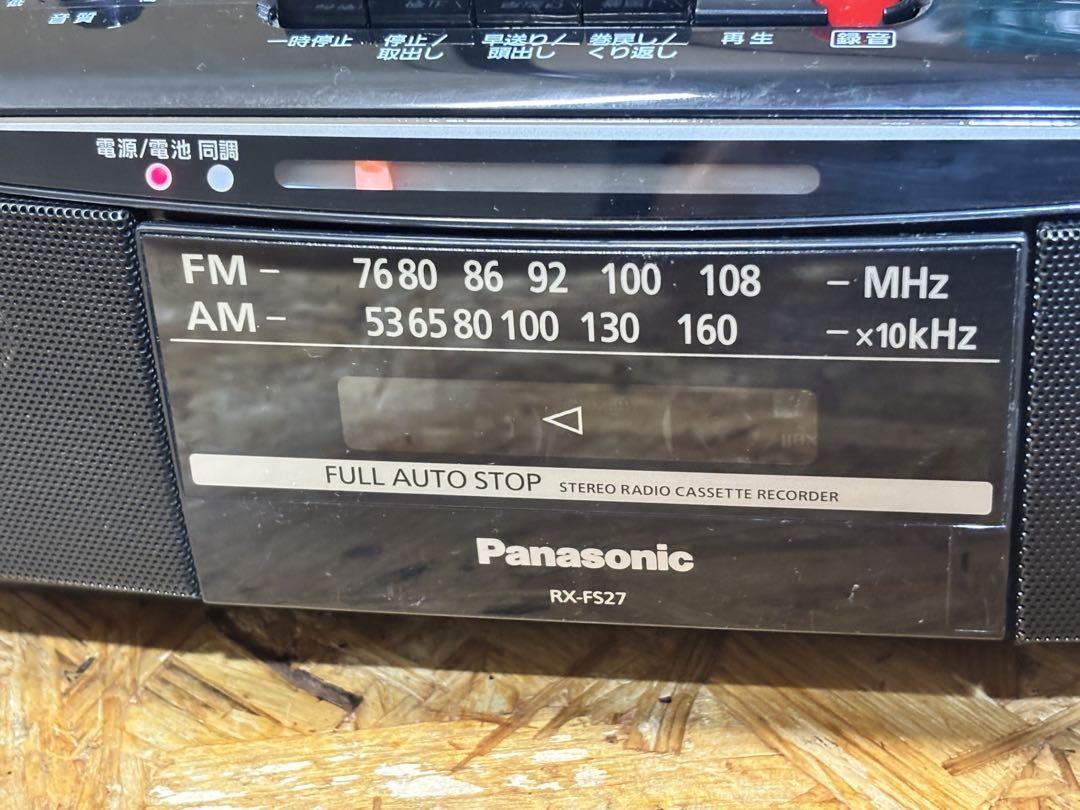 音質
一時停止 停止/取出し 早送り/頭出し 巻戻し/くり返し 再生 録音
電源/電池 同調
FM − 76 80 86 92 100 108 − MHz
AM − 53 65 80 100 130 160 − ×10kHz
FULL AUTO STOP STEREO RADIO CASSETTE RECORDER
Panasonic
RX-FS27